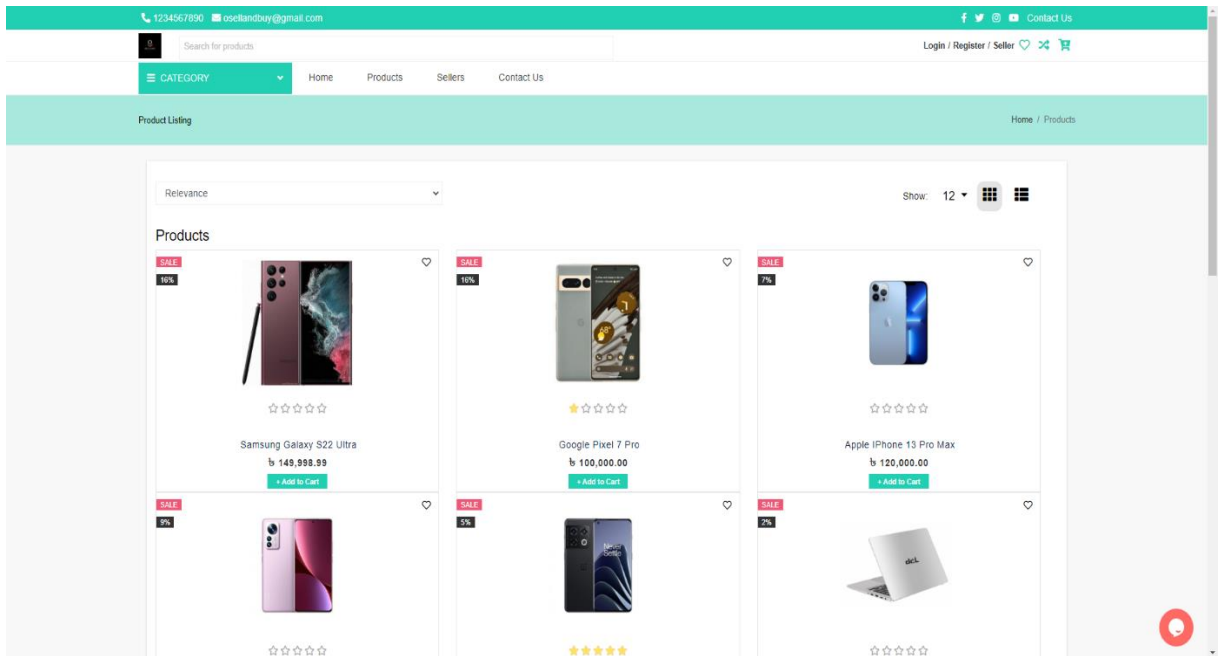 1234567890 osellandbuy@gmail.com Contact Us
Search for products Login / Register / Seller
CATEGORY Home Products Sellers Contact Us
Product Listing Home / Products
Relevance Show: 12
Products
SALE SALE SALE
16% 16% 7%
Samsung Galaxy S22 Ultra Google Pixel 7 Pro Apple IPhone 13 Pro Max
৳ 149,998.99 ৳ 100,000.00 ৳ 120,000.00
+ Add to Cart + Add to Cart + Add to Cart
SALE SALE SALE
9% 5% 2%
Never
Settle
dcl